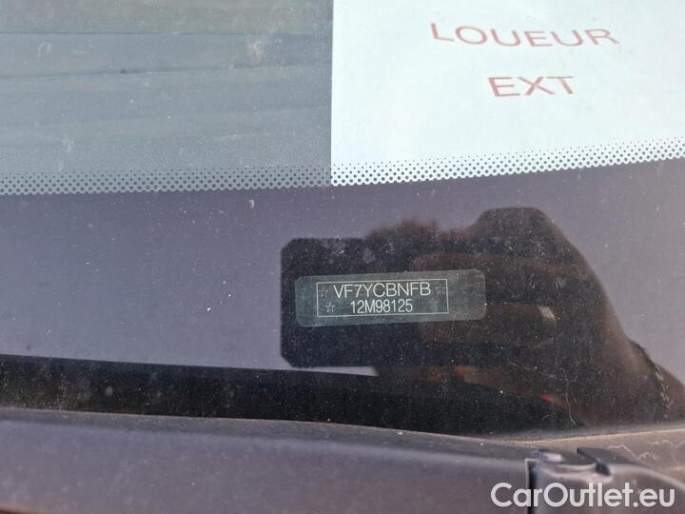 LOUEUR
EXT
☆ VF7YCBNFB ☆
☆ 12M98125
CarOutlet.eu